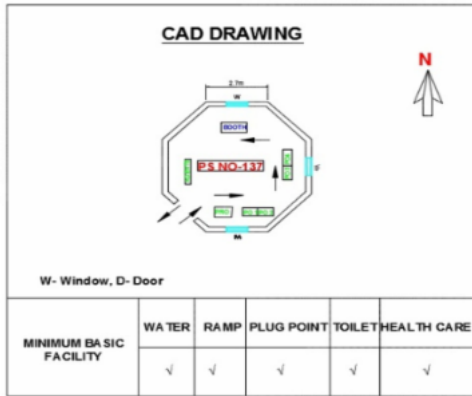 CAD DRAWING
N
2.7m
W
BOOTH
PS NO-137
PRO
W- Window, D- Door
MINIMUM BASIC FACILITY
WATER RAMP PLUG POINT TOILET HEALTH CARE
√ √ √ √ √